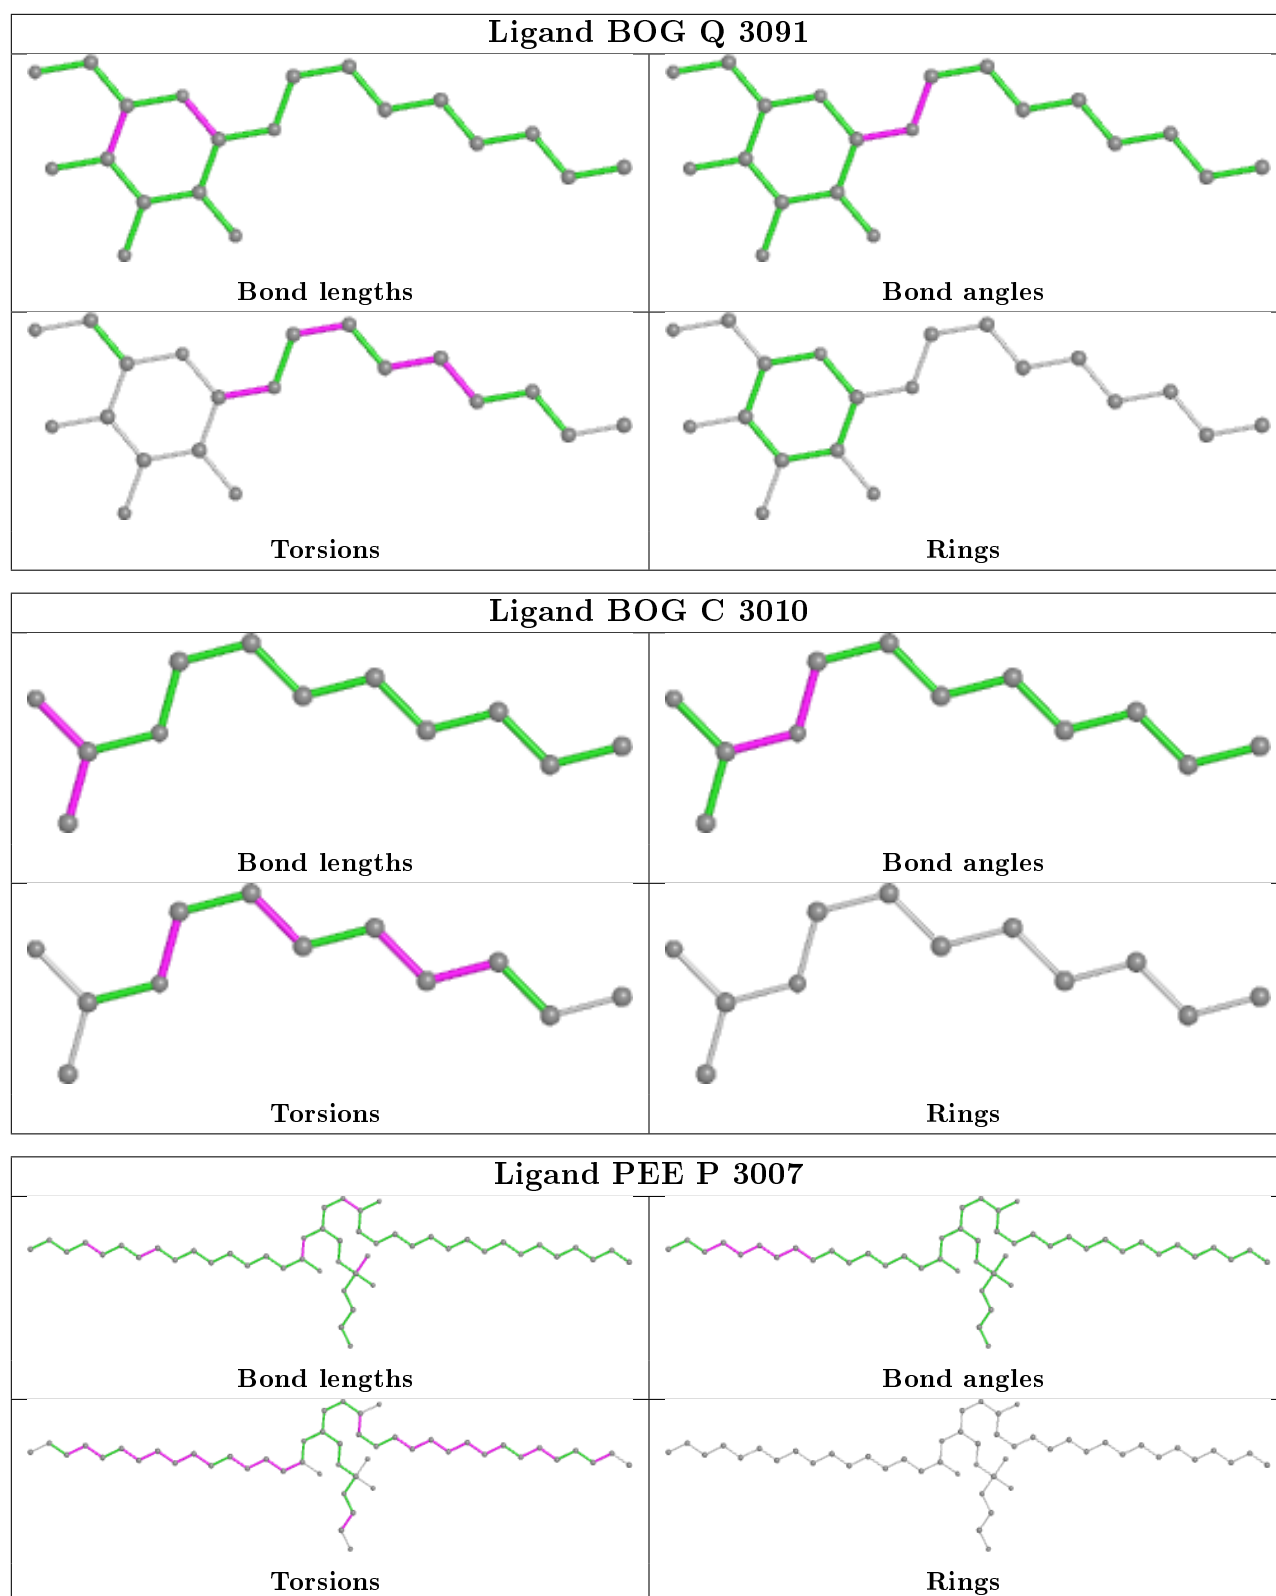 Ligand BOG Q 3091
Bond lengths
Bond angles
Torsions
Rings
Ligand BOG C 3010
Bond lengths
Bond angles
Torsions
Rings
Ligand PEE P 3007
Bond lengths
Bond angles
Torsions
Rings